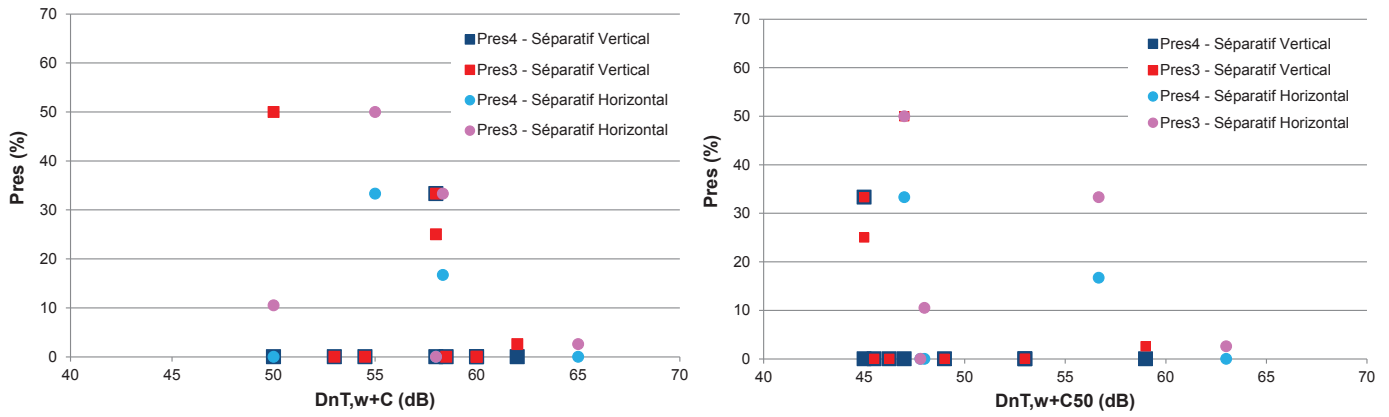 70
60
50
40
30
20
10
0
Pres (%)
40 50 55 60 65 70
DnT,w+C (dB)
Pres4 - Séparatif Vertical
Pres3 - Séparatif Vertical
Pres4 - Séparatif Horizontal
Pres3 - Séparatif Horizontal
70
60
50
40
30
20
10
0
Pres (%)
40 45 50 55 60 65 70
DnT,w+C50 (dB)
Pres4 - Séparatif Vertical
Pres3 - Séparatif Vertical
Pres4 - Séparatif Horizontal
Pres3 - Séparatif Horizontal